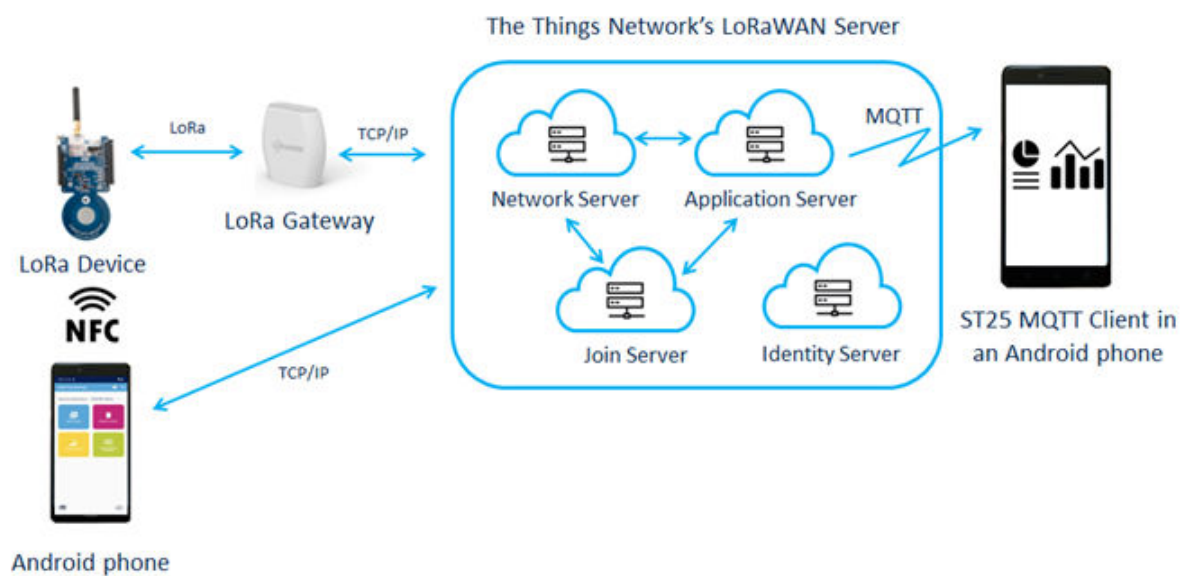 The Things Network's LoRaWAN Server
LoRa
TCP/IP
MQTT
Network Server
Application Server
LoRa Gateway
LoRa Device
NFC
Join Server
Identity Server
ST25 MQTT Client in
an Android phone
TCP/IP
Android phone